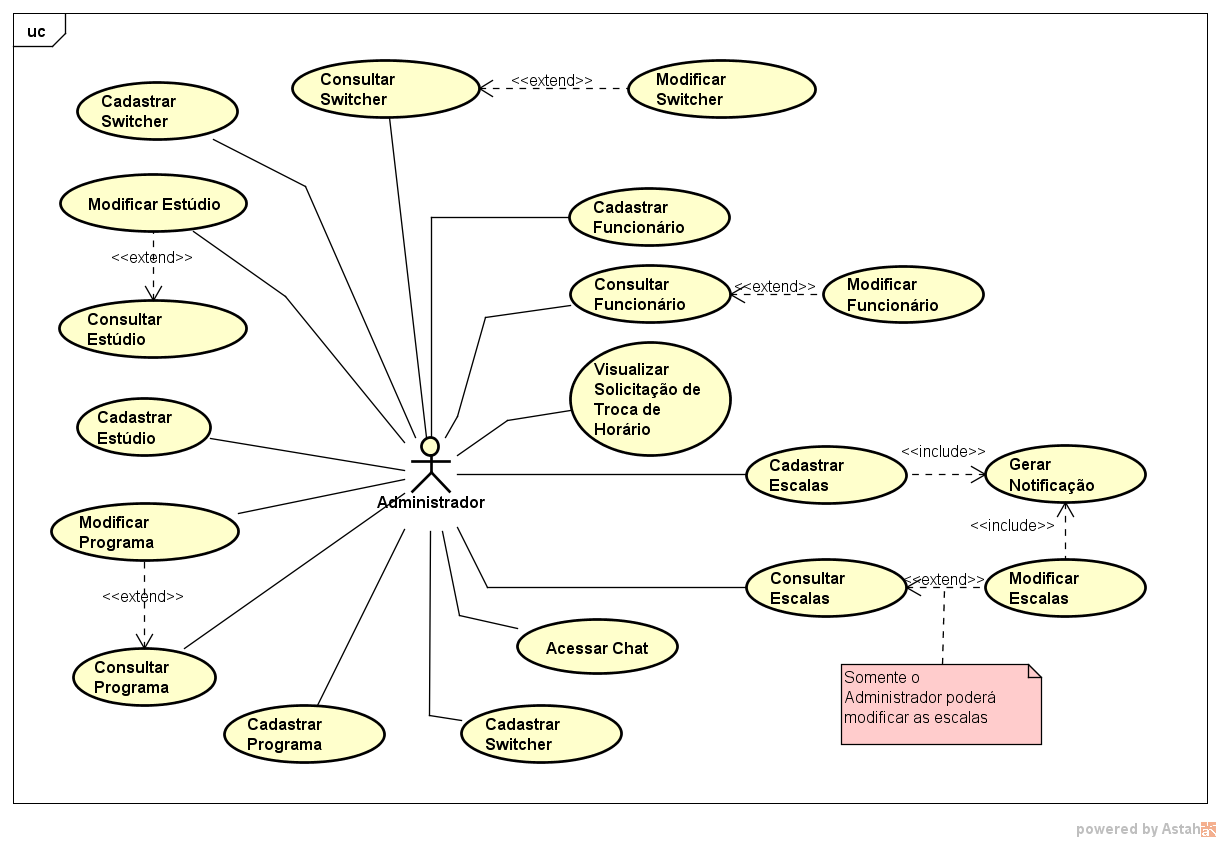 uc
Consultar
Switcher
<<extend>>
Modificar
Switcher
Cadastrar
Switcher
Modificar Estúdio
<<extend>>
Consultar
Estúdio
Cadastrar
Funcionário
Consultar
Funcionário
<<extend>>
Modificar
Funcionário
Visualizar
Solicitação de
Troca de
Horário
Cadastrar
Estúdio
Administrador
Cadastrar
Escalas
<<include>>
Gerar
Notificação
<<include>>
Modificar
Programa
<<extend>>
Consultar
Programa
Consultar
Escalas
<<extend>>
Modificar
Escalas
Acessar Chat
Cadastrar
Programa
Cadastrar
Switcher
Somente o
Administrador poderá
modificar as escalas
powered by Astah